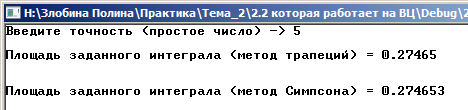 H:\Злобина Полина\Практика\Тема_2\2.2 которая работает на ВЦ\Debug\2
Введите точность (простое число) -> 5
Площадь заданного интеграла (метод трапеций) = 0.27465
Площадь заданного интеграла (метод Симпсона) = 0.274653